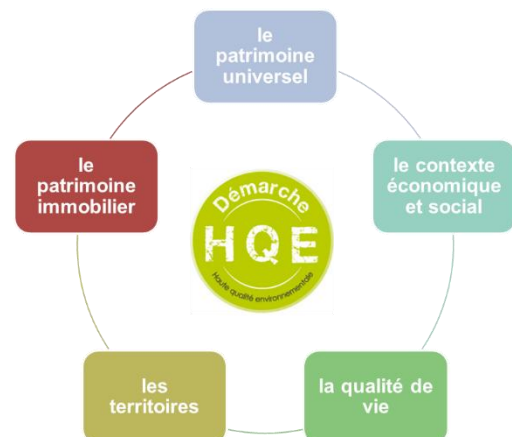 le
patrimoine
universel
le
patrimoine
immobilier
le contexte
économique
et social
Démarche
HQE
Haute qualité environnementale
les
territoires
la qualité de
vie